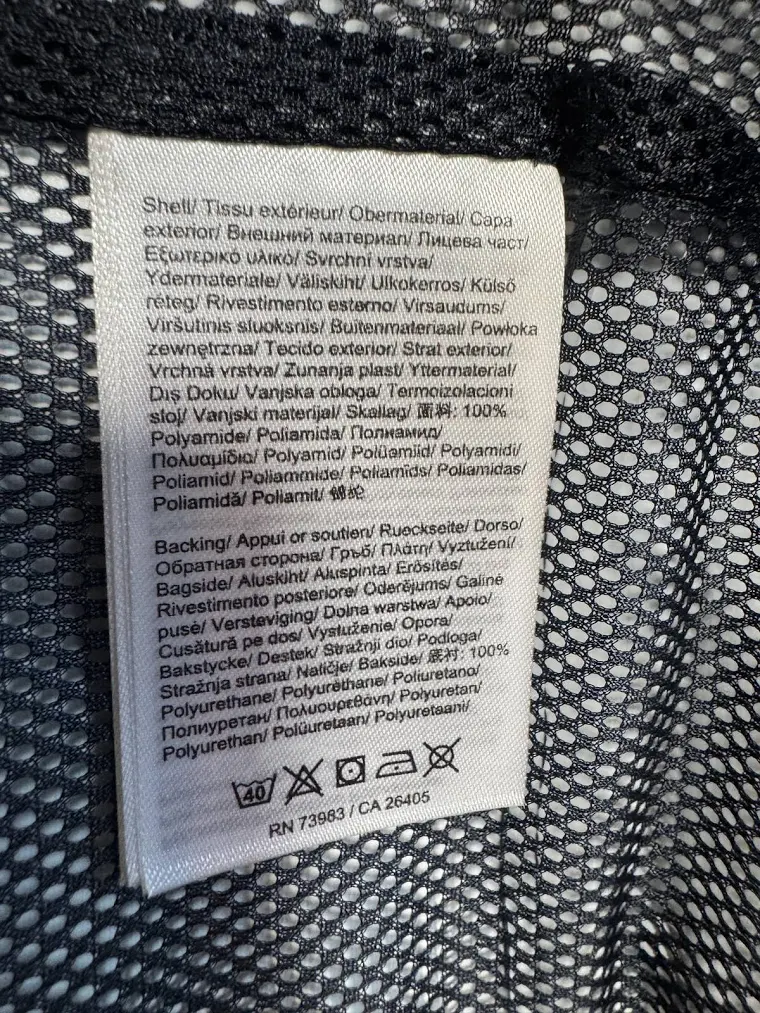 Shell/ Tissu extérieur/ Obermaterial/ Capa
exterior/ Внешний материал/ Лицева част/
Εξωτερικό υλικό/ Svrchní vrstva/
Ydermateriale/ Väliskiht/ Ulkokerros/ Külső
réteg/ Rivestimento esterno/ Virsaudums/
Viršutinis sluoksnis/ Buitenmateriaal/ Powłoka
zewnętrzna/ Tecido exterior/ Strat exterior/
Vrchná vrstva/ Zunanja plast/ Yttermaterial/
Dış Doku/ Vanjska obloga/ Termoizolacioni
sloj/ Vanjski materijal/ Skallag/ 面料: 100%
Polyamide/ Poliamida/ Полиамид/
Πολυαμίδιο/ Polyamid/ Polüamiid/ Polyamidi/
Poliamid/ Poliammide/ Poliamīds/ Poliamidas/
Poliamidă/ Poliamit/ 锦纶
Backing/ Appui or soutien/ Rueckseite/ Dorso/
Обратная сторона/ Гръб/ Πλάτη/ Vyztužení/
Bagside/ Aluskiht/ Aluspinta/ Erősítés/
Rivestimento posteriore/ Oderējums/ Galinė
pusė/ Versteviging/ Dolna warstwa/ Apoio/
Cusătură pe dos/ Vystuženie/ Opora/
Bakstycke/ Destek/ Stražnji dio/ Podloga/
Stražnja strana/ Naličje/ Bakside/ 底衬: 100%
Polyurethane/ Polyuréthane/ Poliuretano/
Полиуретан/ Πολυουρεθάνη/ Polyuretan/
Polyurethan/ Polüuretaan/ Polyuretaani/
40
RN 73983 / CA 26405